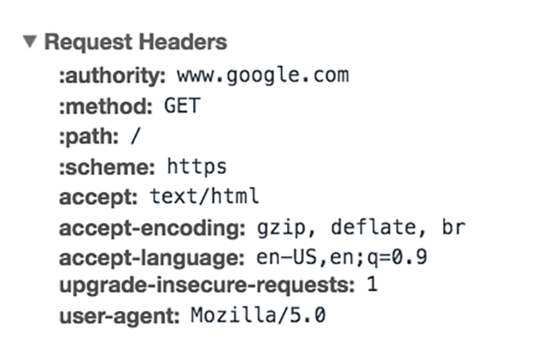 ▼ Request Headers
:authority: www.google.com
:method: GET
:path: /
:scheme: https
accept: text/html
accept-encoding: gzip, deflate, br
accept-language: en-US,en;q=0.9
upgrade-insecure-requests: 1
user-agent: Mozilla/5.0